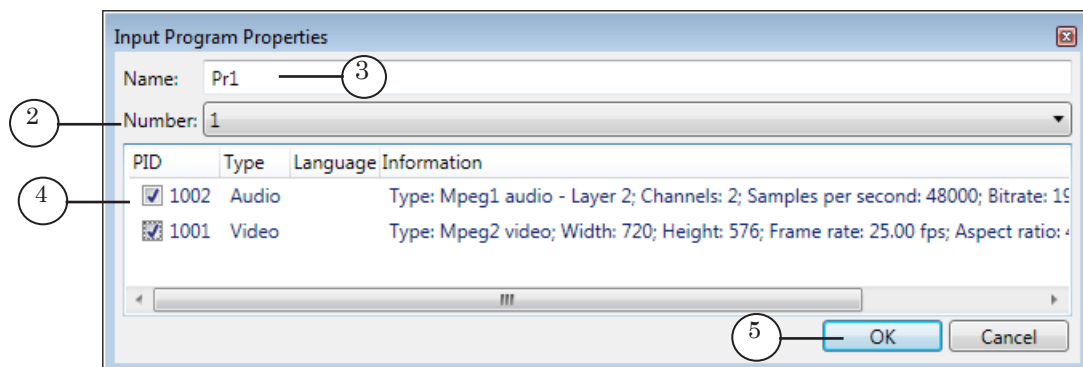 Input Program Properties
Name: Pr1 3
2 Number: 1
PID Type Language Information
4 1002 Audio Type: Mpeg1 audio - Layer 2; Channels: 2; Samples per second: 48000; Bitrate: 19
1001 Video Type: Mpeg2 video; Width: 720; Height: 576; Frame rate: 25.00 fps; Aspect ratio:
5 OK Cancel